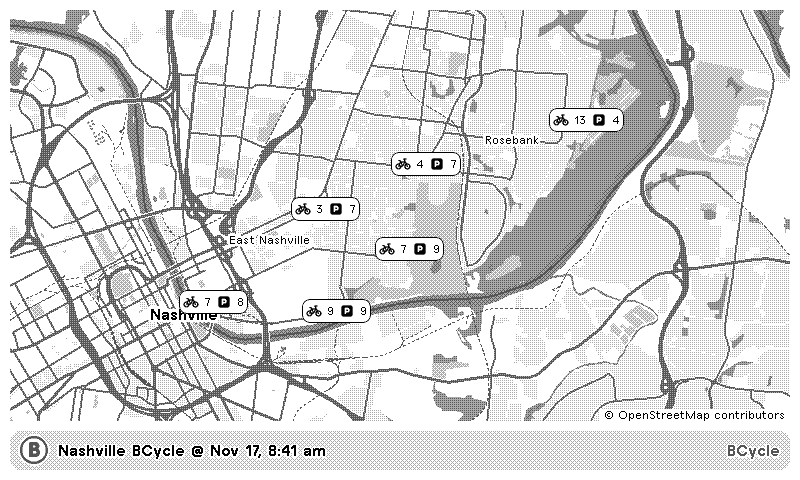 13 P 4
Rosebank
4 P 7
3 P 7
East Nashville
7 P 9
7 P 8
Nashville
9 P 9
© OpenStreetMap contributors
B Nashville BCycle @ Nov 17, 8:41 am BCycle